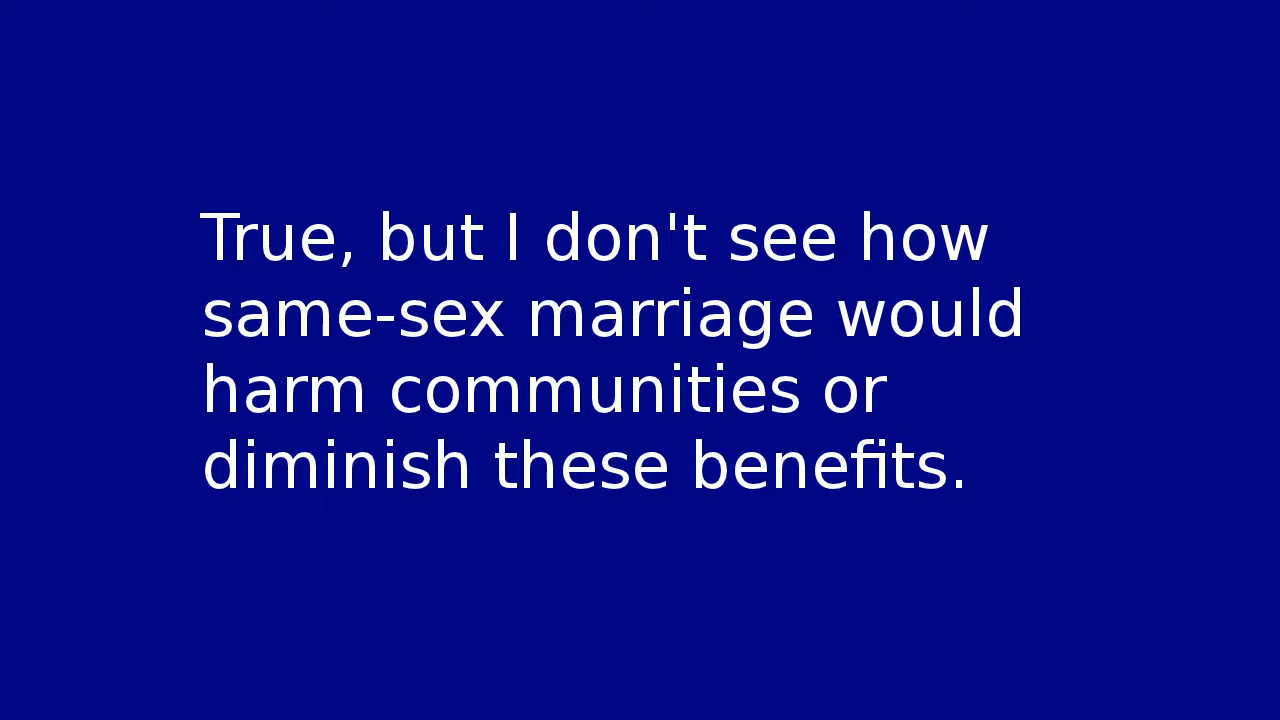 True, but I don't see how
same-sex marriage would
harm communities or
diminish these benefits.